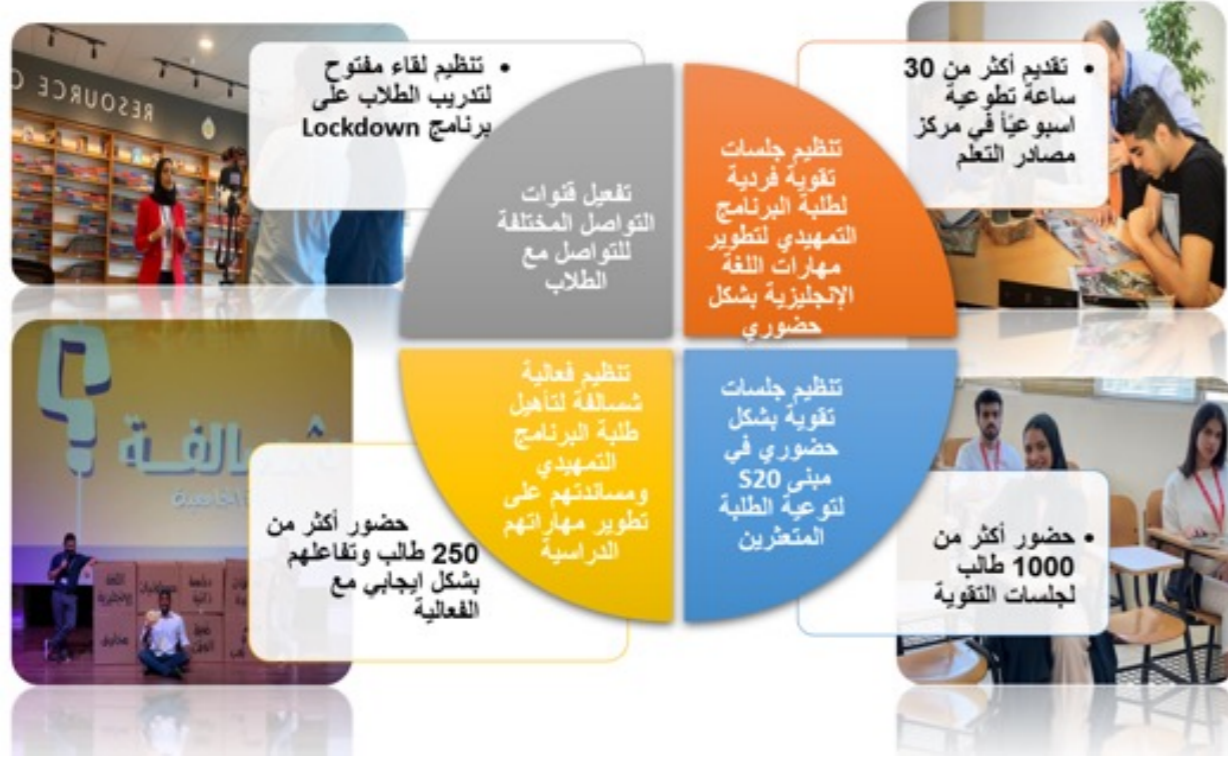 • تقديم أكثر من 30
ساعة تطوعية
اسبوعيًا في مركز
مصادر التعلم
تنظيم جلسات
تقوية فردية
لطلبة البرنامج
التمهيدي لتطوير
مهارات اللغة
الإنجليزية بشكل
حضوري
• تنظيم لقاء مفتوح
لتدريب الطلاب على
برنامج Lockdown
تفعيل قنوات
التواصل المختلفة
للتواصل مع
الطلاب
RESOURCE
تنظيم جلسات
تقوية بشكل
حضوري في
مبنى S20
لتوعية الطلبة
المتعثرين
• حضور أكثر من
1000 طالب
لجلسات التقوية
تنظيم فعالية
شسالفة لتأهيل
طلبة البرنامج
التمهيدي
ومساندتهم على
تطوير مهاراتهم
الدراسية
حضور أكثر من
250 طالب وتفاعلهم
بشكل ايجابي مع
الفعالية